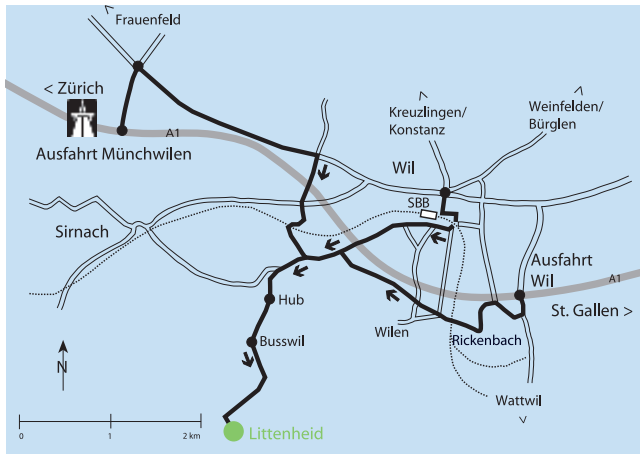 Frauenfeld
< Zürich
A1
Ausfahrt Münchwilen
Kreuzlingen/
Konstanz
Weinfelden/
Bürglen
Wil
SBB
Sirnach
Ausfahrt
Wil
A1
St. Gallen >
Hub
Wilen
Rickenbach
Busswil
N
Wattwil
Littenheid
0 1 2 km